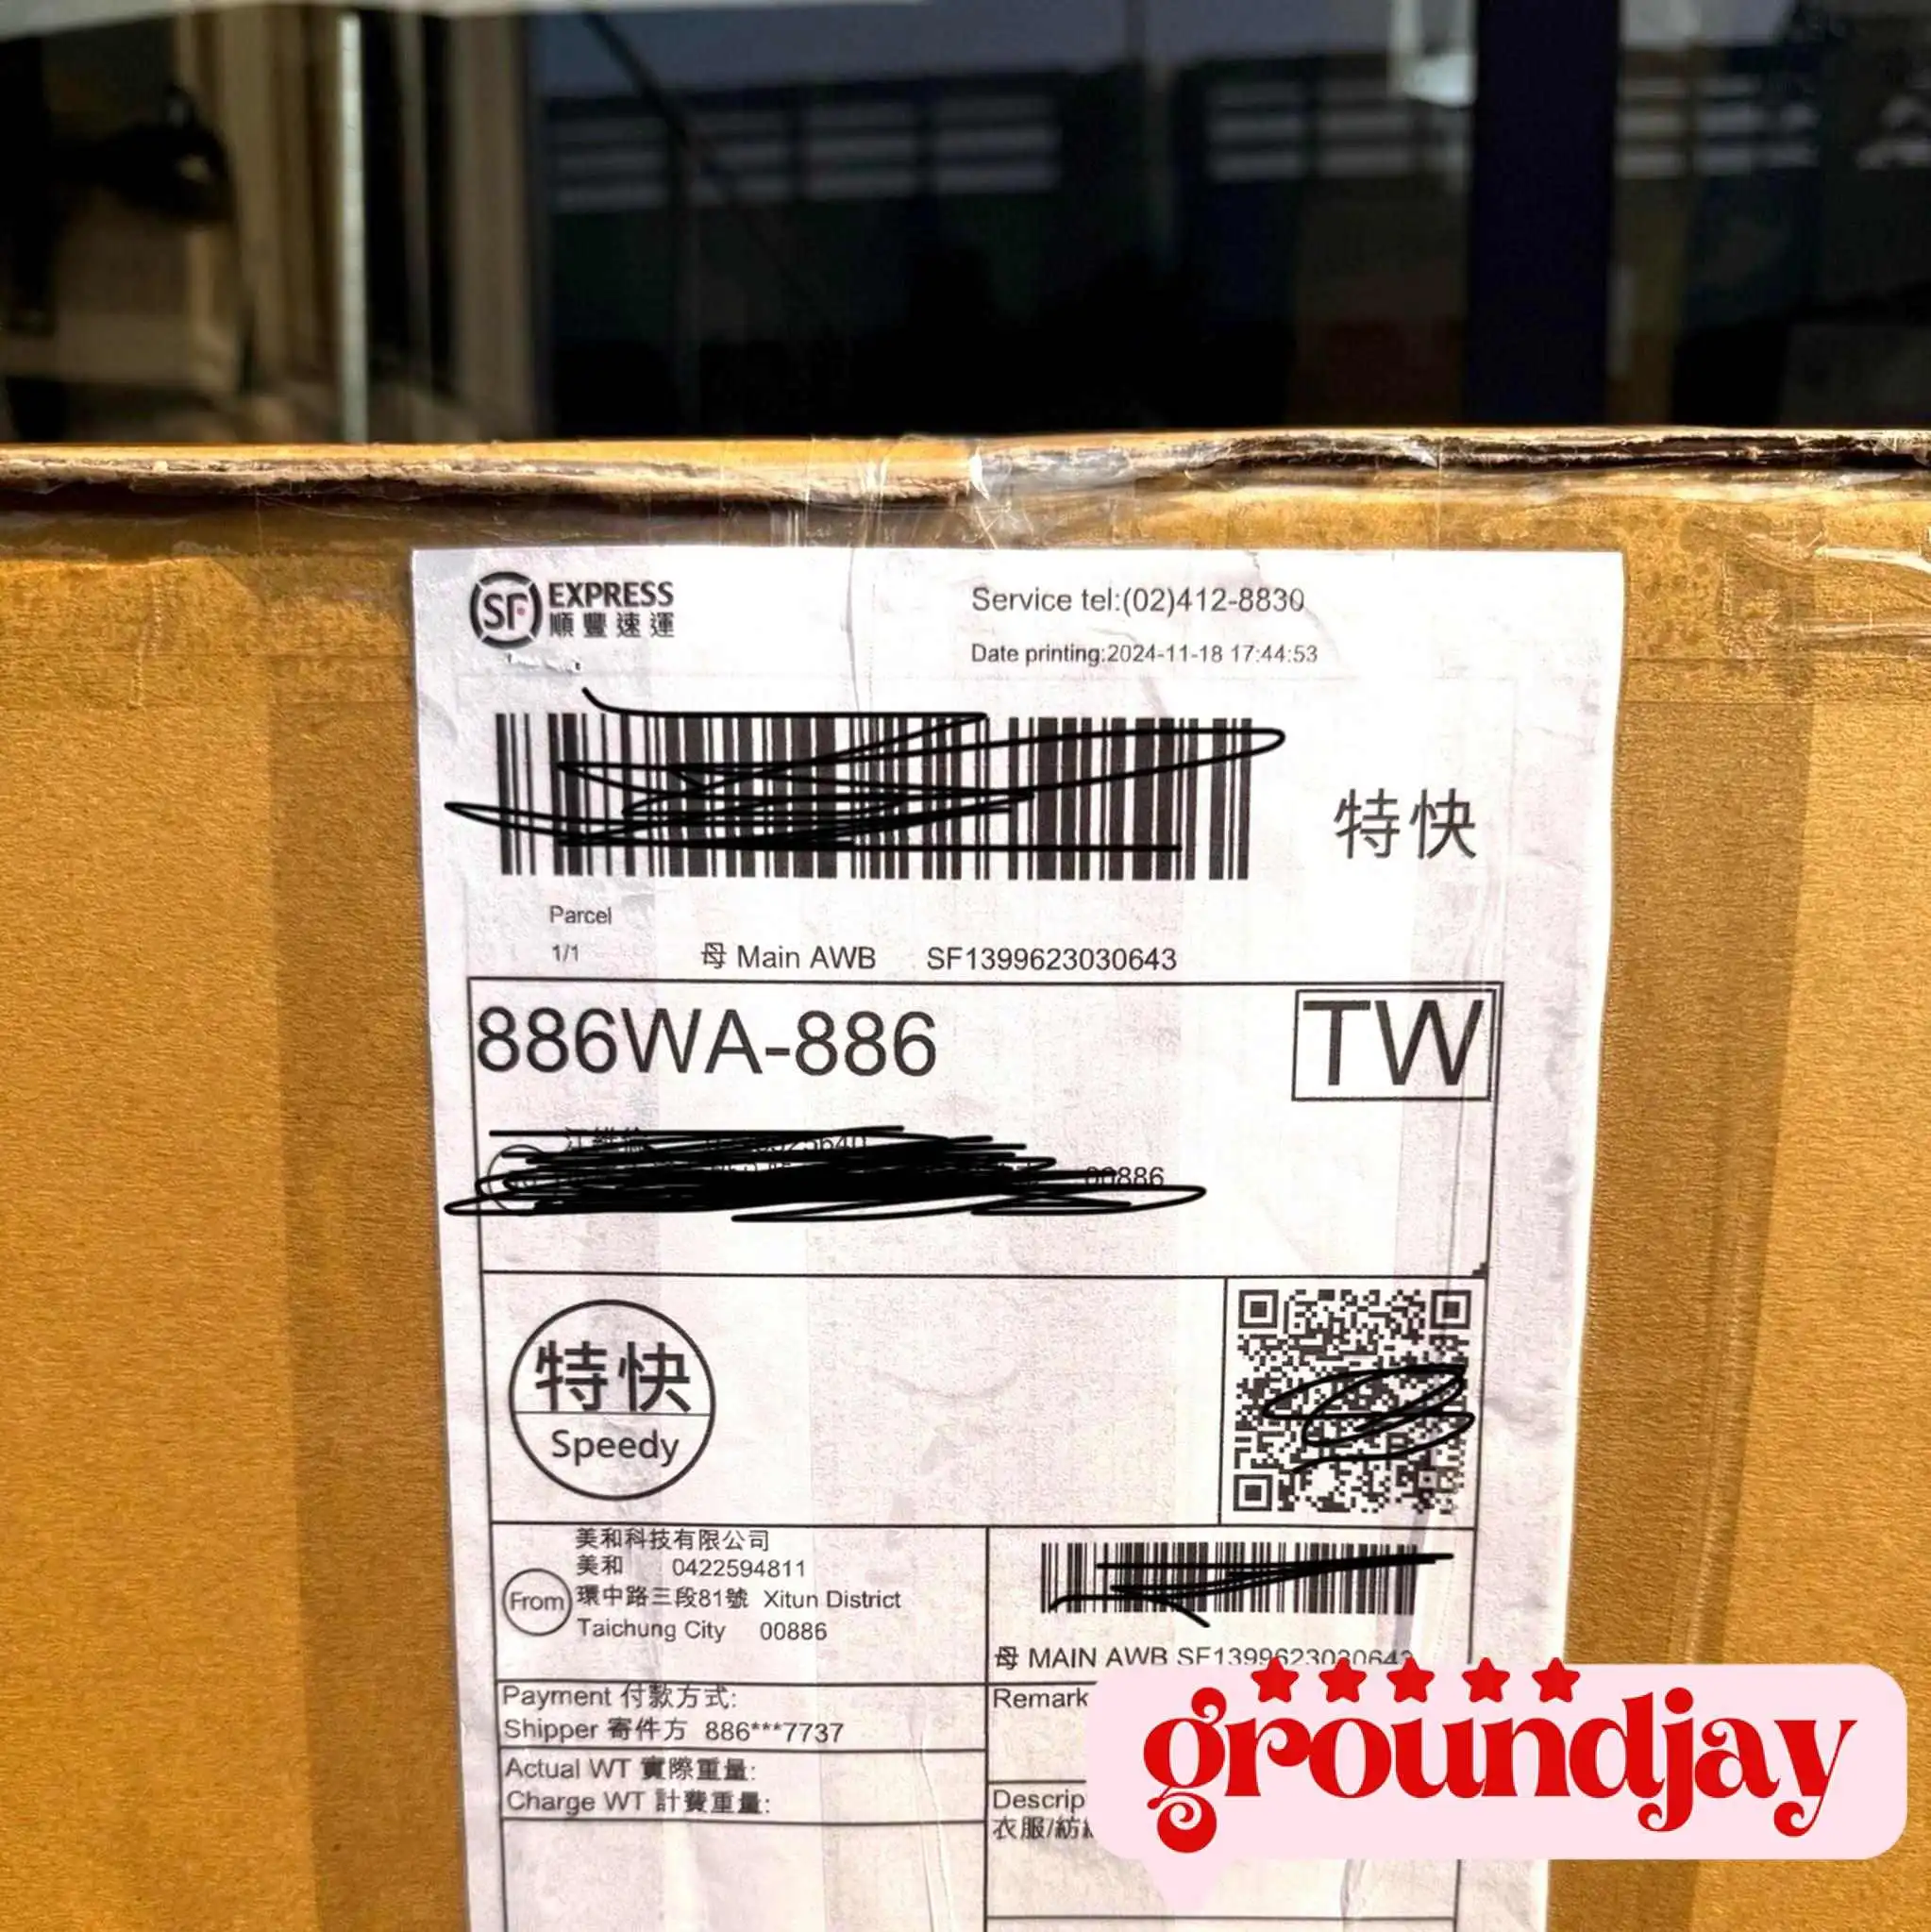 SF EXPRESS
順豐速運
Service tel:(02)412-8830
Date printing:2024-11-18 17:44:53
特快
Parcel
1/1
母 Main AWB SF1399623030643
886WA-886
TW
00886
特快
Speedy
From
美和科技有限公司
美和 0422594811
環中路三段81號 Xitun District
Taichung City 00886
母 MAIN AWB SF1399623030643
Payment 付款方式:
Shipper 寄件方 886***7737
Actual WT 實際重量:
Charge WT 計費重量:
Remark
Descrip
衣服/紡
groundjay